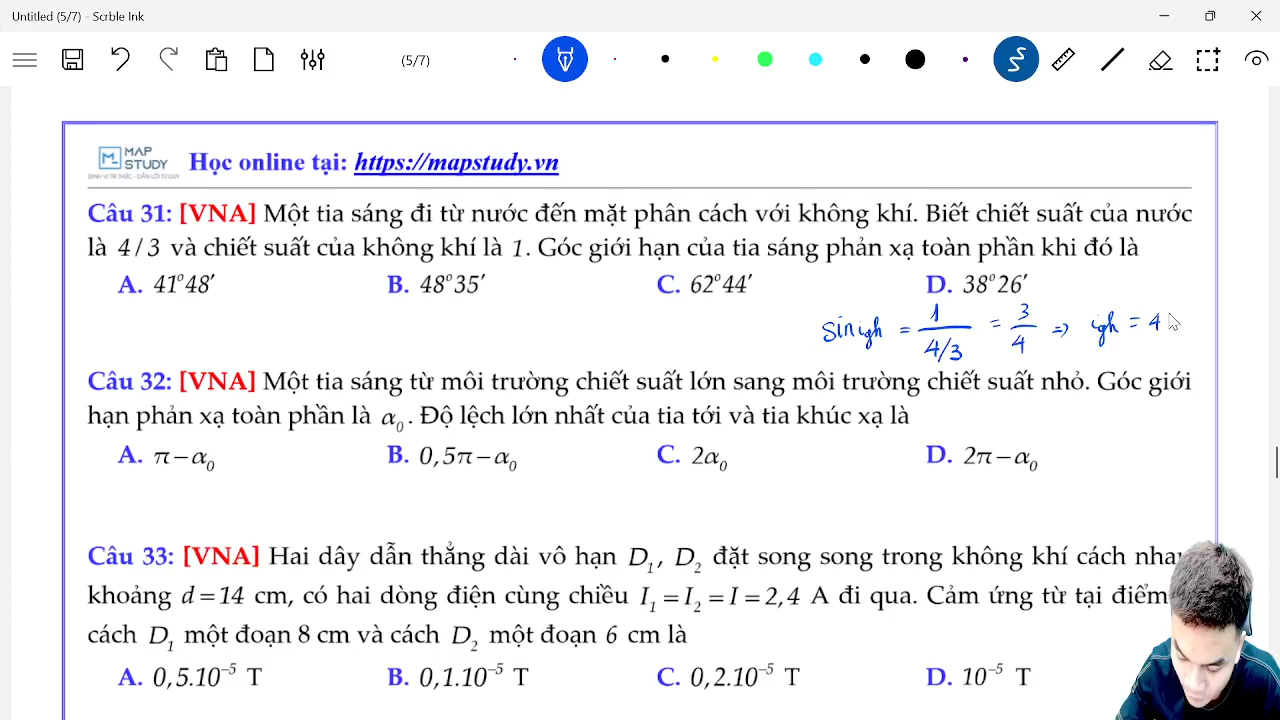 Untitled (5/7) - Scrble Ink
(5/7)
MAP STUDY
ĐỊNH VỊ TRI THỨC - DẪN LỐI TƯ DUY
Học online tại: https://mapstudy.vn
Câu 31: [VNA] Một tia sáng đi từ nước đến mặt phân cách với không khí. Biết chiết suất của nước
là 4/3 và chiết suất của không khí là 1. Góc giới hạn của tia sáng phản xạ toàn phần khi đó là
A. 41°48′ B. 48°35′ C. 62°44′ D. 38°26′
sin igh = 1/(4/3) = 3/4 => igh = 4
Câu 32: [VNA] Một tia sáng từ môi trường chiết suất lớn sang môi trường chiết suất nhỏ. Góc giới
hạn phản xạ toàn phần là α₀. Độ lệch lớn nhất của tia tới và tia khúc xạ là
A. π−α₀ B. 0,5π−α₀ C. 2α₀ D. 2π−α₀
Câu 33: [VNA] Hai dây dẫn thẳng dài vô hạn D₁, D₂ đặt song song trong không khí cách nhau
khoảng d=14 cm, có hai dòng điện cùng chiều I₁=I₂=I=2,4 A đi qua. Cảm ứng từ tại điểm
cách D₁ một đoạn 8 cm và cách D₂ một đoạn 6 cm là
A. 0,5.10⁻⁵ T B. 0,1.10⁻⁵ T C. 0,2.10⁻⁵ T D. 10⁻⁵ T